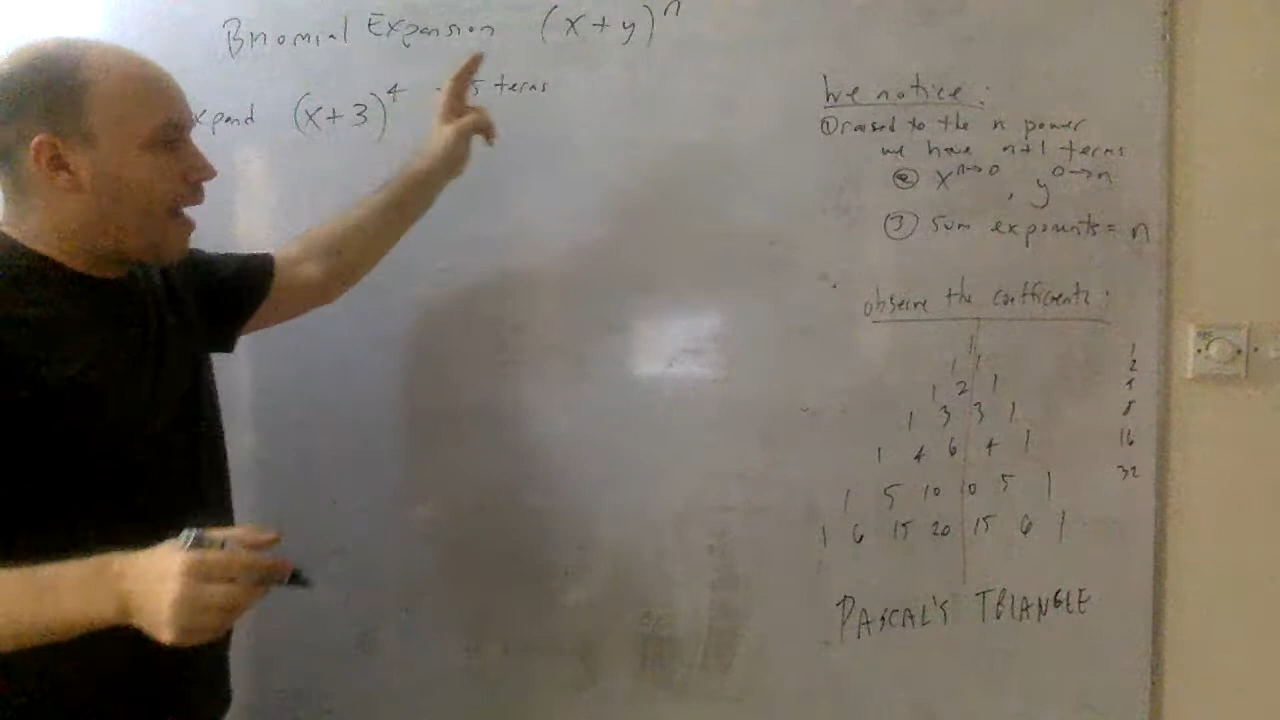 Binomial Expansion (x+y)^n
xpand (x+3)^4 5 terms
We notice:
① raised to the n power
we have n+1 terms
② x^n→0, y^0→n
③ sum exponents = n
observe the coefficients:
1 1
1 1 2
1 2 1 4
1 3 3 1 8
1 4 6 4 1 16
1 5 10 10 5 1 32
1 6 15 20 15 6 1
PASCAL'S TRIANGLE